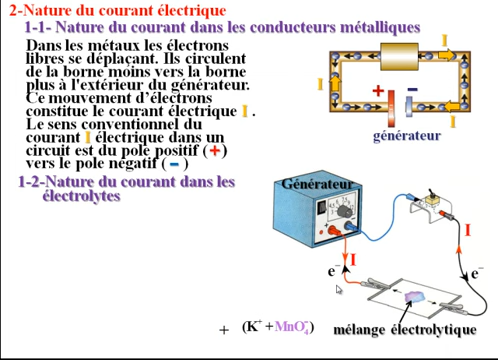 2-Nature du courant électrique
1-1- Nature du courant dans les conducteurs métalliques
Dans les métaux les électrons
libres se déplaçant. Ils circulent
de la borne moins vers la borne
plus à l'extérieur du générateur.
Ce mouvement d'électrons
constitue le courant électrique I .
Le sens conventionnel du
courant I électrique dans un
circuit est du pole positif (+)
vers le pole négatif (-)
I
I
+ -
I
générateur
1-2-Nature du courant dans les
électrolytes
Générateur
+ -
I
I
e⁻
e⁻
+ (K⁺ + MnO₄⁻)
mélange électrolytique